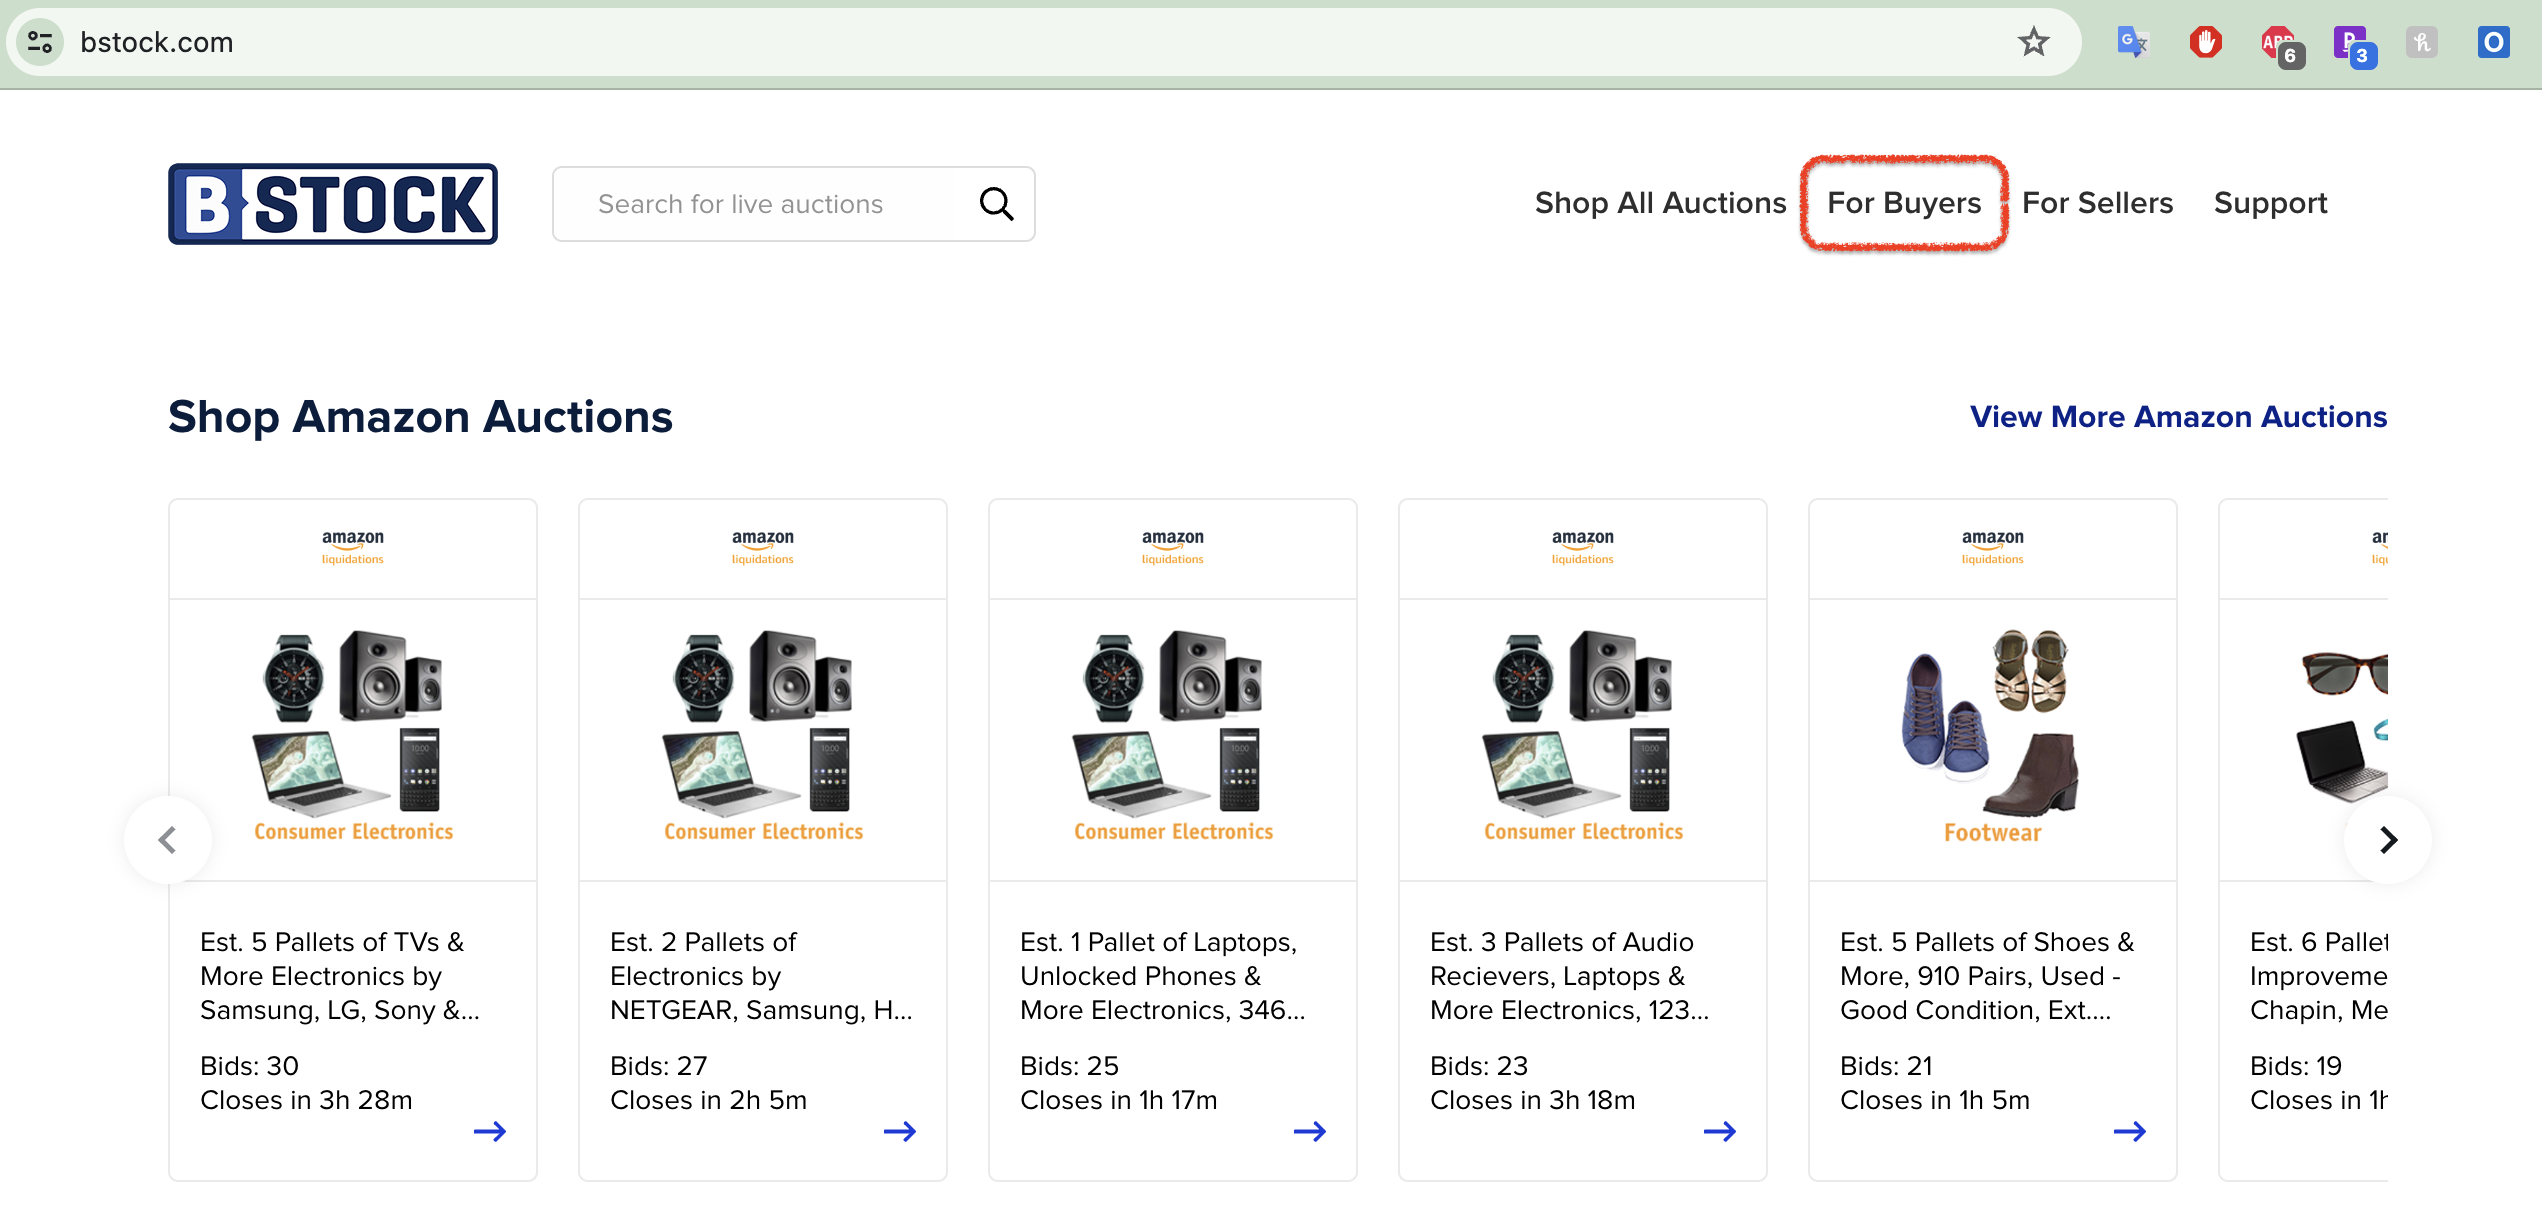 bstock.com
6
3
B STOCK
Search for live auctions
Shop All Auctions
For Buyers
For Sellers
Support
Shop Amazon Auctions
View More Amazon Auctions
amazon
liquidations
Consumer Electronics
Est. 5 Pallets of TVs &
More Electronics by
Samsung, LG, Sony &...
Bids: 30
Closes in 3h 28m
amazon
liquidations
Consumer Electronics
Est. 2 Pallets of
Electronics by
NETGEAR, Samsung, H...
Bids: 27
Closes in 2h 5m
amazon
liquidations
Consumer Electronics
Est. 1 Pallet of Laptops,
Unlocked Phones &
More Electronics, 346...
Bids: 25
Closes in 1h 17m
amazon
liquidations
Consumer Electronics
Est. 3 Pallets of Audio
Recievers, Laptops &
More Electronics, 123...
Bids: 23
Closes in 3h 18m
amazon
liquidations
Footwear
Est. 5 Pallets of Shoes &
More, 910 Pairs, Used -
Good Condition, Ext....
Bids: 21
Closes in 1h 5m
Est. 6 Pallet
Improveme
Chapin, Me
Bids: 19
Closes in 1h